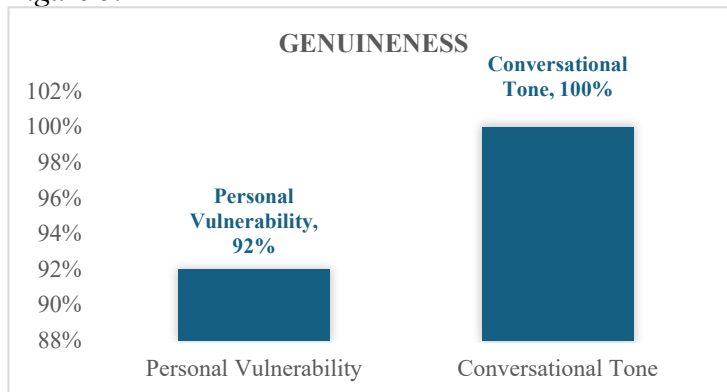 GENUINENESS
Conversational
Tone, 100%
102%
100%
98%
96%
94%
92%
90%
88%
Personal
Vulnerability,
92%
Personal Vulnerability
Conversational Tone